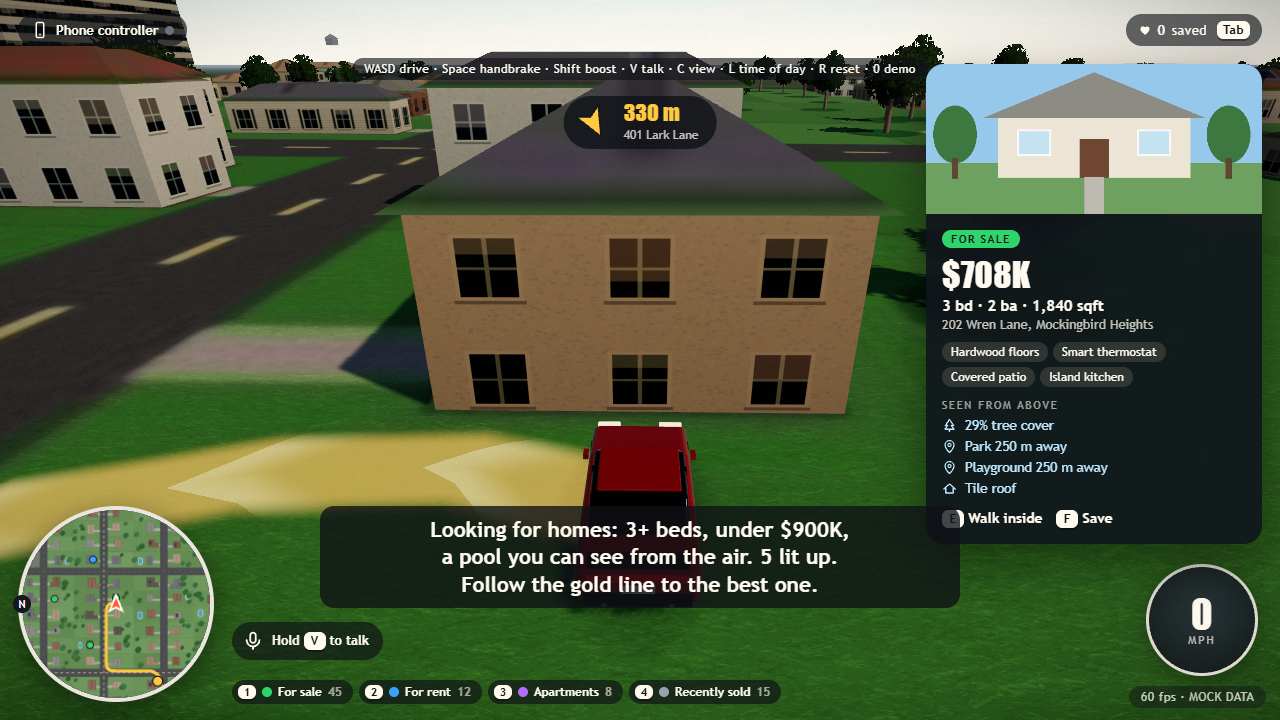 Phone controller
0 saved Tab
WASD drive · Space handbrake · Shift boost · V talk · C view · L time of day · R reset · 0 demo
330 m
401 Lark Lane
FOR SALE
$708K
3 bd · 2 ba · 1,840 sqft
202 Wren Lane, Mockingbird Heights
Hardwood floors Smart thermostat
Covered patio Island kitchen
SEEN FROM ABOVE
29% tree cover
Park 250 m away
Playground 250 m away
Tile roof
E Walk inside F Save
Looking for homes: 3+ beds, under $900K,
a pool you can see from the air. 5 lit up.
Follow the gold line to the best one.
N
0
MPH
Hold V to talk
1 For sale 45 2 For rent 12 3 Apartments 8 4 Recently sold 15
60 fps · MOCK DATA